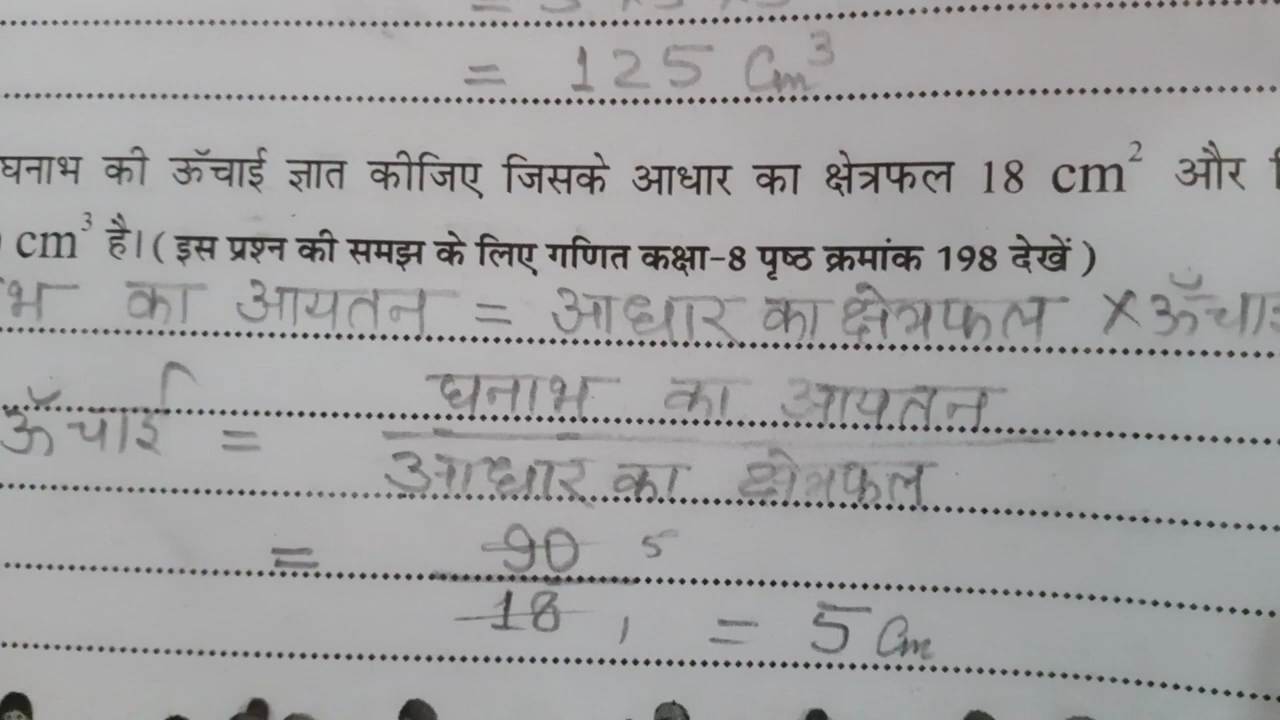 = 125 Cm³
घनाभ की ऊँचाई ज्ञात कीजिए जिसके आधार का क्षेत्रफल 18 cm² और
cm³ है। ( इस प्रश्न की समझ के लिए गणित कक्षा-8 पृष्ठ क्रमांक 198 देखें )
भ का आयतन = आधार का क्षेत्रफल × ऊँचाई
ऊँचाई = घनाभ का आयतन
आधार का क्षेत्रफल
= 90 5
18 1 = 5 Cm